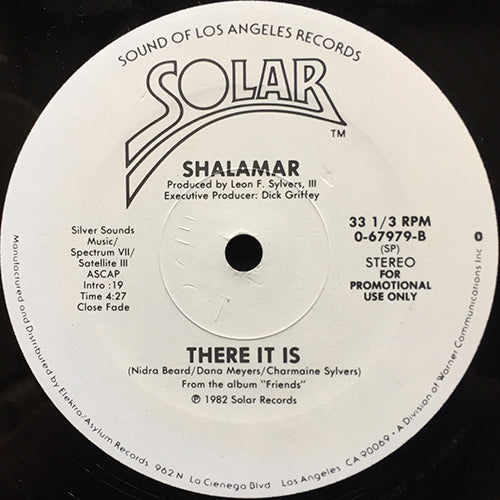 SOUND OF LOS ANGELES RECORDS
SOLAR
TM
SHALAMAR
Produced by Leon F. Sylvers, III
Executive Producer: Dick Griffey
Silver Sounds
Music/
Spectrum VII/
Satellite III
ASCAP
Intro :19
Time 4:27
Close Fade
33 1/3 RPM
0-67979-B
(SP)
STEREO
FOR
PROMOTIONAL
USE ONLY
THERE IT IS
(Nidra Beard/Dana Meyers/Charmaine Sylvers)
From the album "Friends"
℗ 1982 Solar Records
Manufactured and Distributed by Elektra/Asylum Records 962 N La Cienega Blvd Los Angeles CA 90069 • A Division of Warner Communications Inc